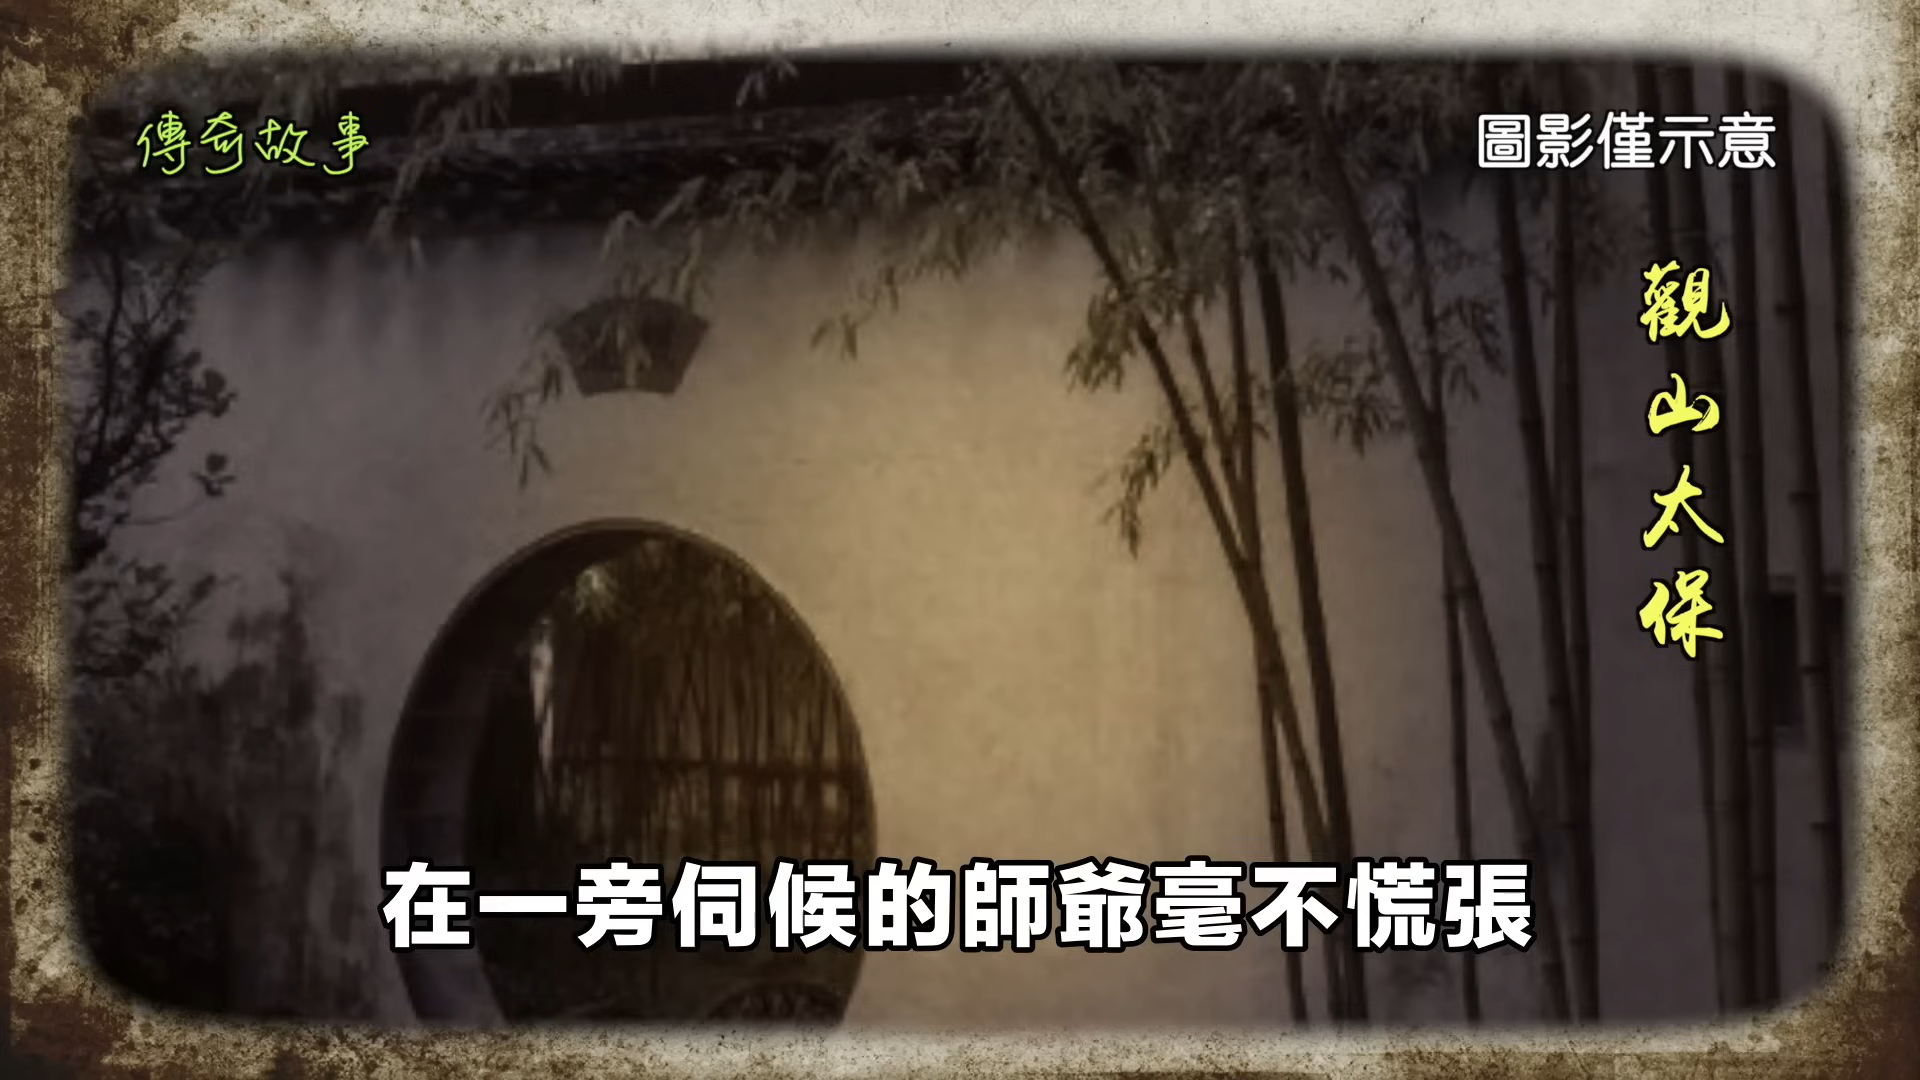 傳奇故事
圖影僅示意
觀山太保
在一旁伺候的師爺毫不慌張